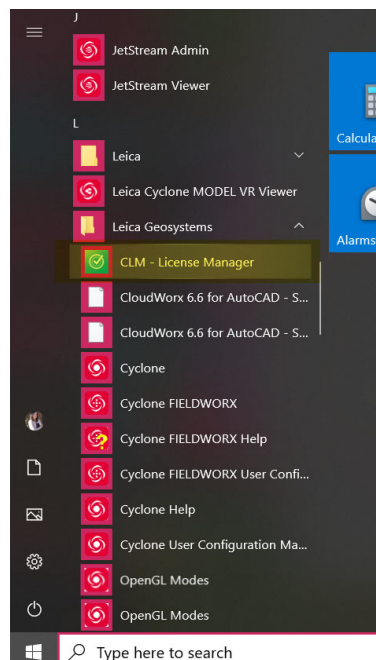 J
JetStream Admin
JetStream Viewer
L
Leica
Leica Cyclone MODEL VR Viewer
Leica Geosystems
CLM - License Manager
CloudWorx 6.6 for AutoCAD - S...
CloudWorx 6.6 for AutoCAD - S...
Cyclone
Cyclone FIELDWORX
Cyclone FIELDWORX Help
Cyclone FIELDWORX User Confi...
Cyclone Help
Cyclone User Configuration Ma...
OpenGL Modes
OpenGL Modes
Type here to search
Calcula
Alarms